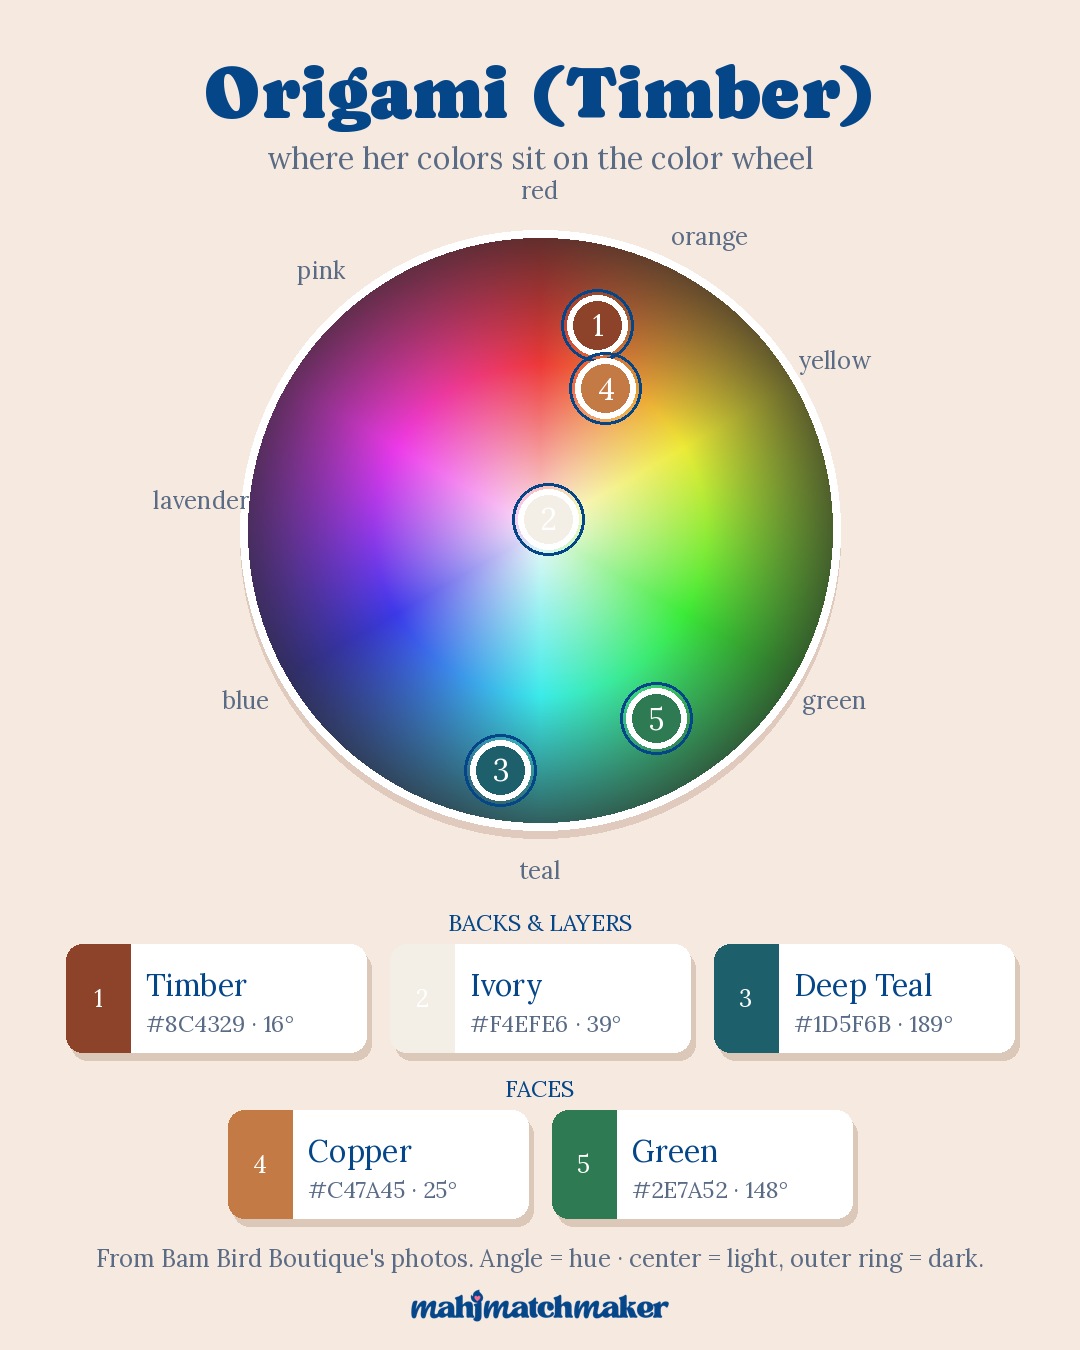 Origami (Timber)
where her colors sit on the color wheel
red
orange
pink
yellow
lavender
blue
green
teal
1
4
2
5
3
BACKS & LAYERS
1
Timber
#8C4329 · 16°
2
Ivory
#F4EFE6 · 39°
3
Deep Teal
#1D5F6B · 189°
FACES
4
Copper
#C47A45 · 25°
5
Green
#2E7A52 · 148°
From Bam Bird Boutique's photos. Angle = hue · center = light, outer ring = dark.
mahjmatchmaker